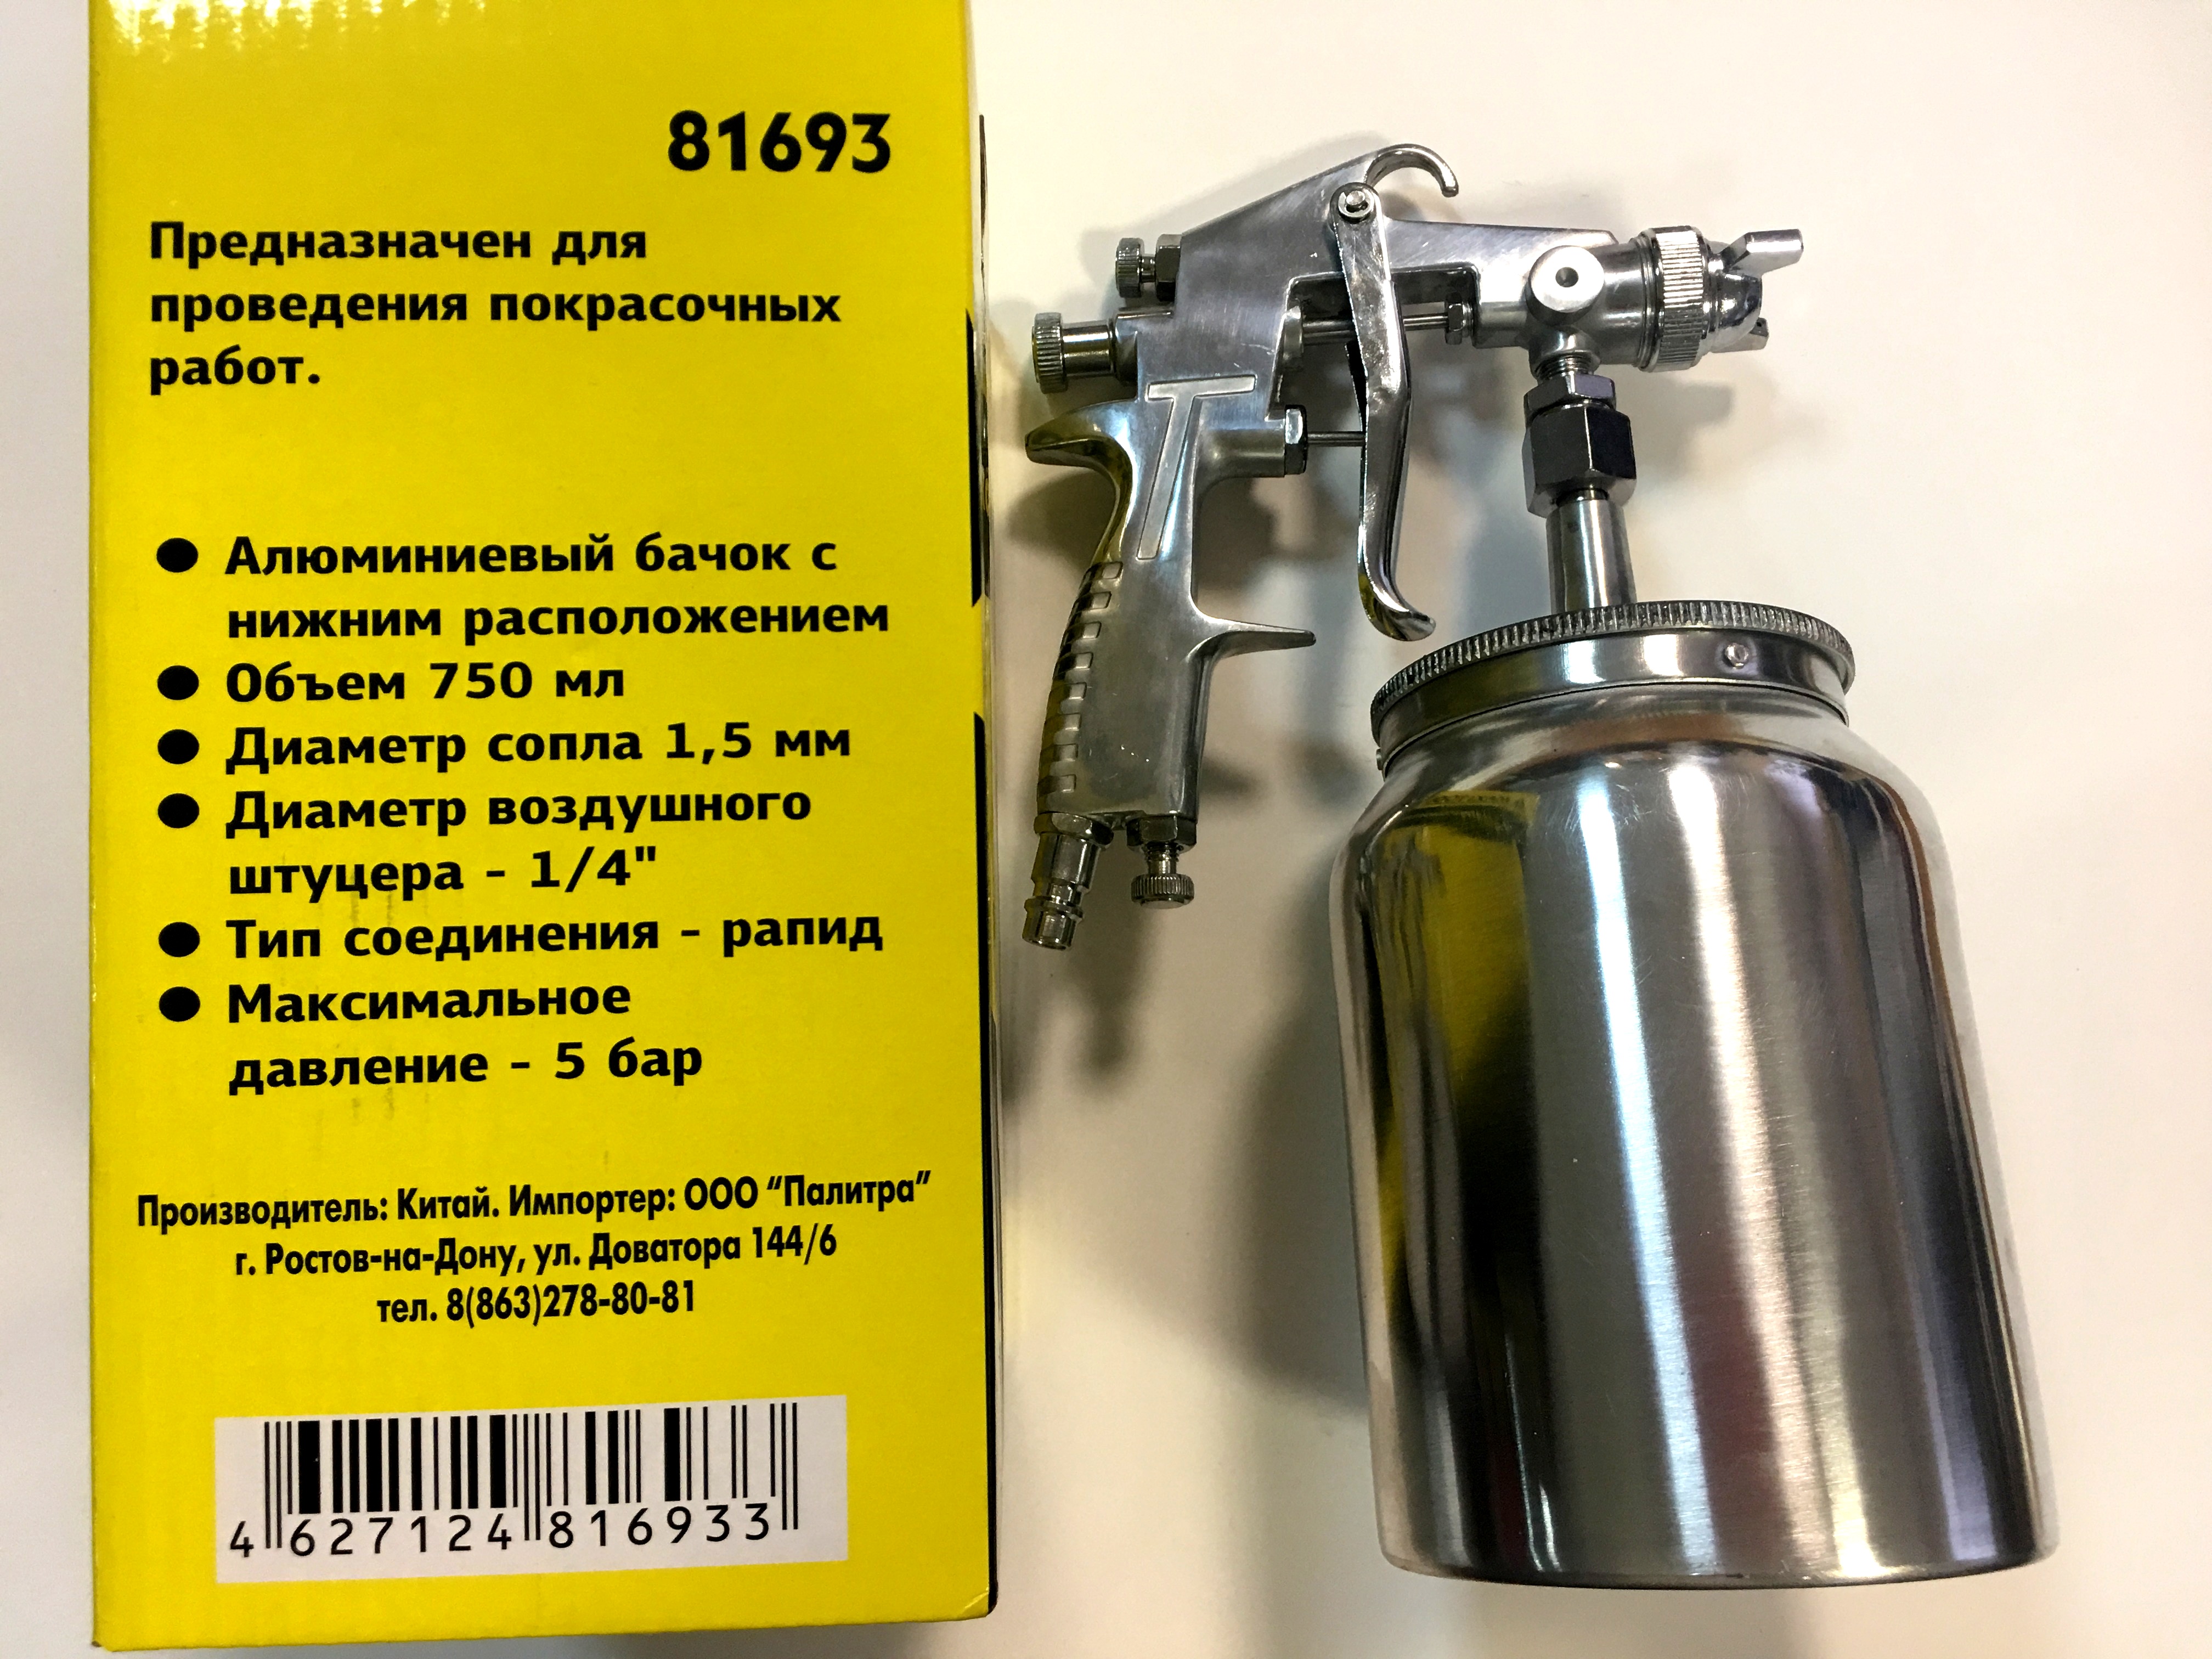 81693
Предназначен для
проведения покрасочных
работ.
● Алюминиевый бачок с
нижним расположением
● Объем 750 мл
● Диаметр сопла 1,5 мм
● Диаметр воздушного
штуцера - 1/4"
● Тип соединения - рапид
● Максимальное
давление - 5 бар
Производитель: Китай. Импортер: ООО “Палитра”
г. Ростов-на-Дону, ул. Доватора 144/6
тел. 8(863)278-80-81
4 627124 816933